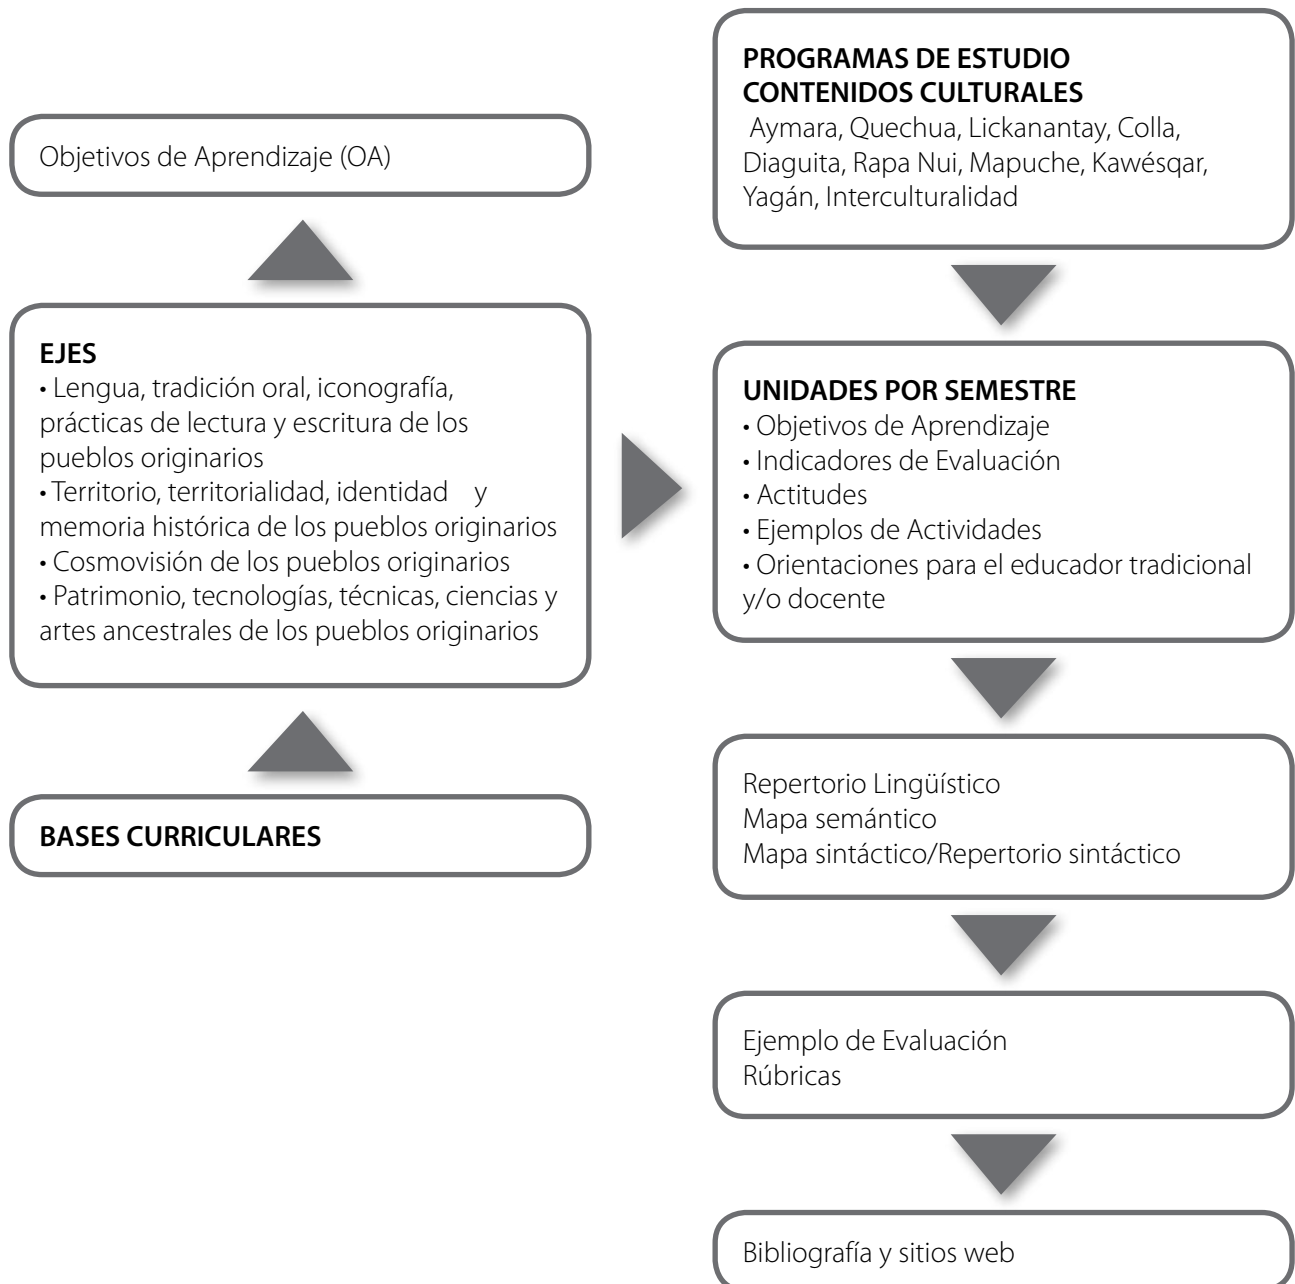 Objetivos de Aprendizaje (OA)
EJES
• Lengua, tradición oral, iconografía,
prácticas de lectura y escritura de los
pueblos originarios
• Territorio, territorialidad, identidad y
memoria histórica de los pueblos originarios
• Cosmovisión de los pueblos originarios
• Patrimonio, tecnologías, técnicas, ciencias y
artes ancestrales de los pueblos originarios
BASES CURRICULARES
PROGRAMAS DE ESTUDIO
CONTENIDOS CULTURALES
Aymara, Quechua, Lickanantay, Colla,
Diaguita, Rapa Nui, Mapuche, Kawésqar,
Yagán, Interculturalidad
UNIDADES POR SEMESTRE
• Objetivos de Aprendizaje
• Indicadores de Evaluación
• Actitudes
• Ejemplos de Actividades
• Orientaciones para el educador tradicional
y/o docente
Repertorio Lingüístico
Mapa semántico
Mapa sintáctico/Repertorio sintáctico
Ejemplo de Evaluación
Rúbricas
Bibliografía y sitios web